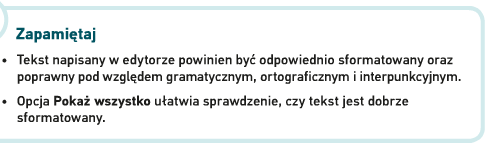 Zapamiętaj
• Tekst napisany w edytorze powinien być odpowiednio sformatowany oraz
poprawny pod względem gramatycznym, ortograficznym i interpunkcyjnym.
• Opcja Pokaż wszystko ułatwia sprawdzenie, czy tekst jest dobrze
sformatowany.